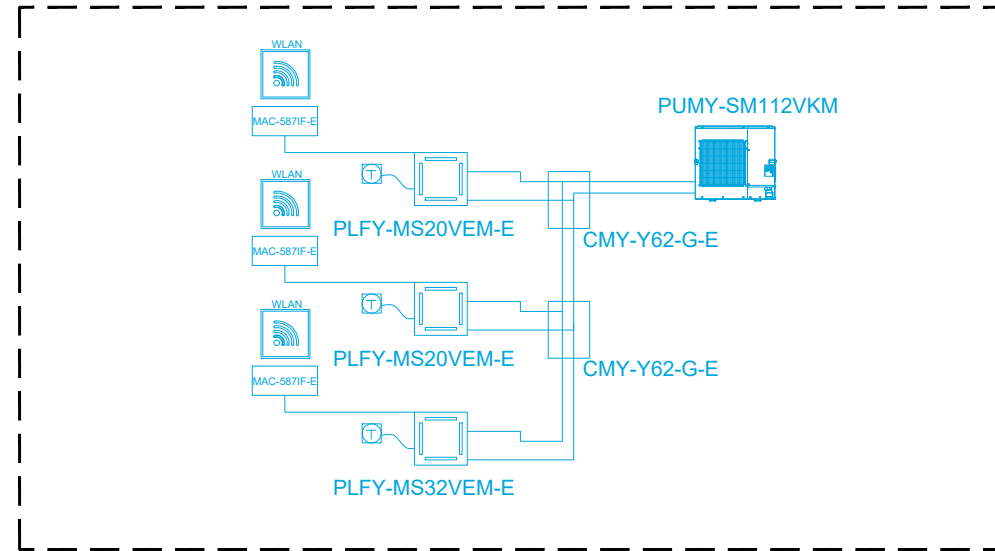 WLAN
MAC-587IF-E
PUMY-SM112VKM
T
PLFY-MS20VEM-E
CMY-Y62-G-E
WLAN
MAC-587IF-E
T
PLFY-MS20VEM-E
CMY-Y62-G-E
WLAN
MAC-587IF-E
T
PLFY-MS32VEM-E